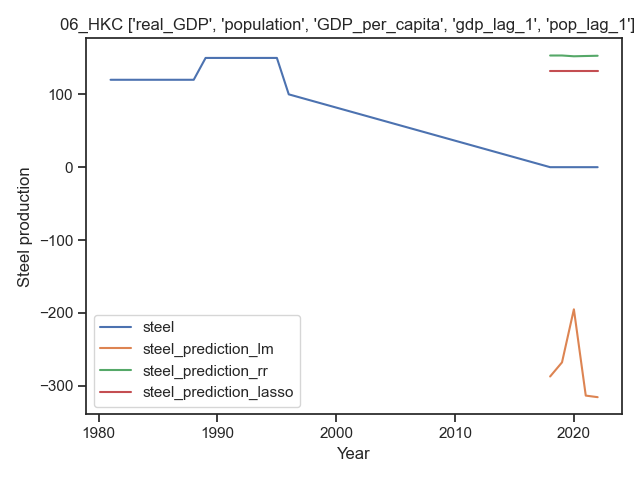 06_HKC ['real_GDP', 'population', 'GDP_per_capita', 'gdp_lag_1', 'pop_lag_1']
Steel production
100
0
−100
−200
−300
steel
steel_prediction_lm
steel_prediction_rr
steel_prediction_lasso
1980 1990 2000 2010 2020
Year